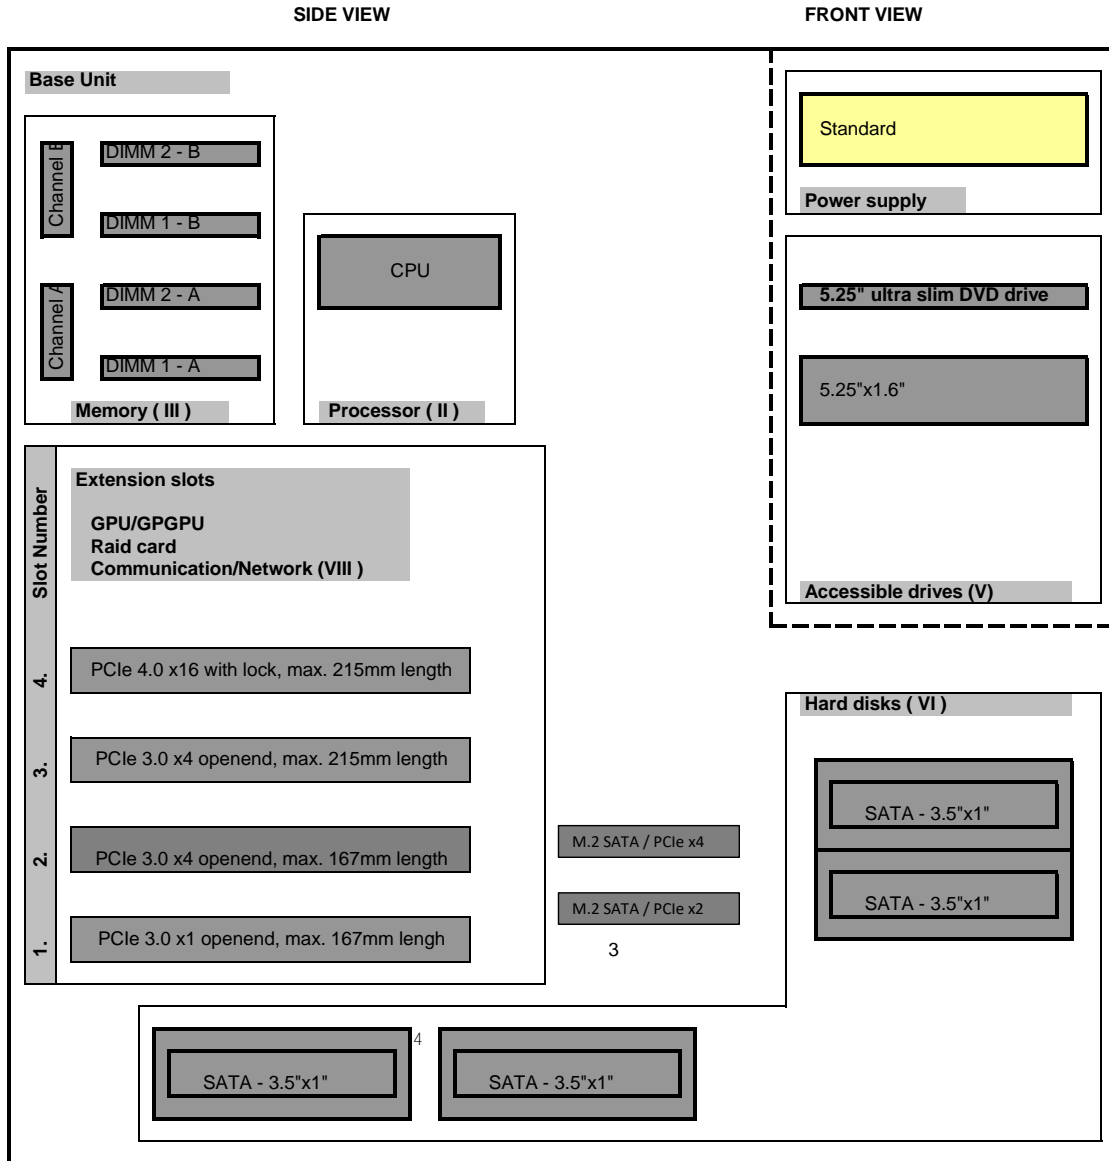 SIDE VIEW
FRONT VIEW
Base Unit
Channel B
DIMM 2 - B
DIMM 1 - B
Channel A
DIMM 2 - A
DIMM 1 - A
Memory ( III )
CPU
Processor ( II )
Standard
Power supply
5.25" ultra slim DVD drive
5.25"x1.6"
Accessible drives (V)
Slot Number
Extension slots
GPU/GPGPU
Raid card
Communication/Network (VIII )
4.
PCIe 4.0 x16 with lock, max. 215mm length
3.
PCIe 3.0 x4 openend, max. 215mm length
2.
PCIe 3.0 x4 openend, max. 167mm length
1.
PCIe 3.0 x1 openend, max. 167mm lengh
M.2 SATA / PCIe x4
M.2 SATA / PCIe x2
3
Hard disks ( VI )
SATA - 3.5"x1"
SATA - 3.5"x1"
4
SATA - 3.5"x1"
SATA - 3.5"x1"